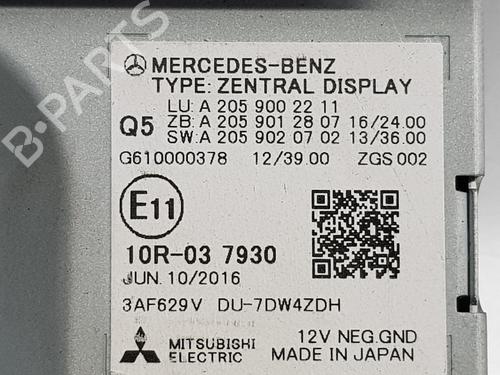 MERCEDES-BENZ
TYPE: ZENTRAL DISPLAY
LU: A 205 900 22 11
Q5 ZB: A 205 901 28 07 16/24.00
SW: A 205 902 07 02 13/36.00
G610000378 12/39.00 ZGS 002
E11
10R-03 7930
JUN. 10/2016
3AF629V DU-7DW4ZDH
MITSUBISHI ELECTRIC 12V NEG.GND
MADE IN JAPAN